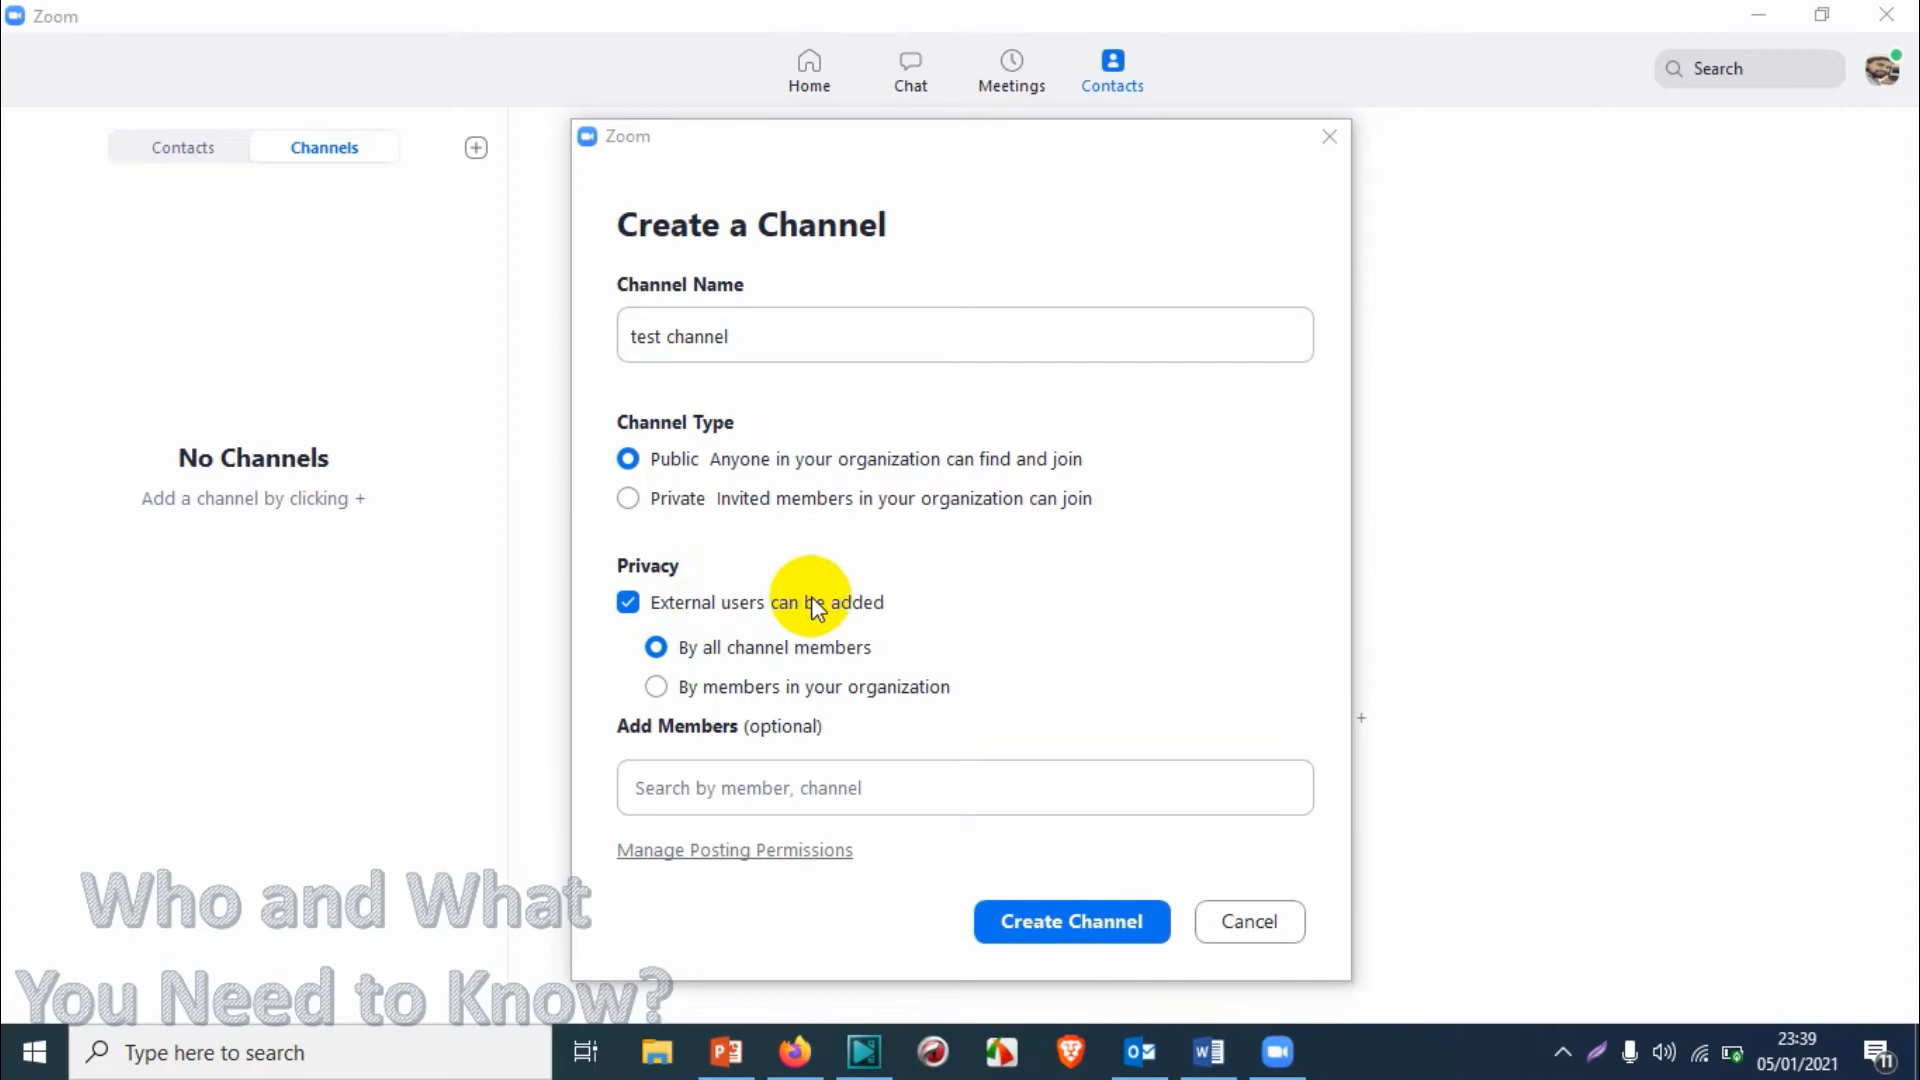 Zoom
Home
Chat
Meetings
Contacts
Search
Contacts
Channels
Zoom
Create a Channel
Channel Name
test channel
Channel Type
Public Anyone in your organization can find and join
Private Invited members in your organization can join
No Channels
Add a channel by clicking +
Privacy
External users can be added
By all channel members
By members in your organization
Add Members (optional)
Search by member, channel
Manage Posting Permissions
Create Channel
Cancel
Who and What
You Need to Know?
Type here to search
23:39
05/01/2021
11